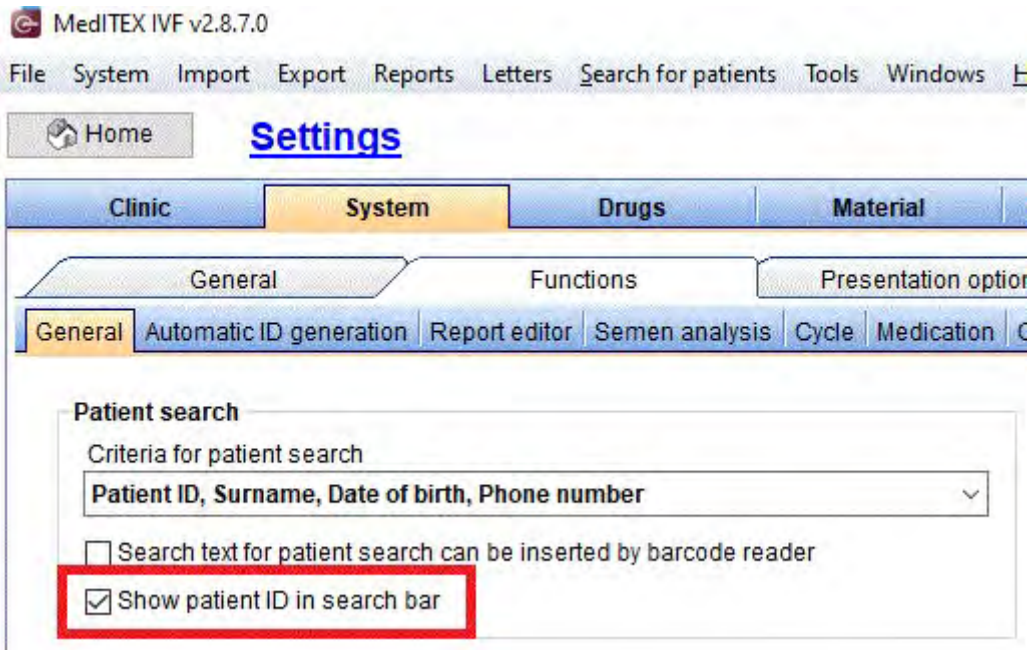 MedITEX IVF v2.8.7.0
File System Import Export Reports Letters Search for patients Tools Windows
Home Settings
Clinic System Drugs Material
General Functions Presentation option
General Automatic ID generation Report editor Semen analysis Cycle Medication
Patient search
Criteria for patient search
Patient ID, Surname, Date of birth, Phone number
Search text for patient search can be inserted by barcode reader
Show patient ID in search bar